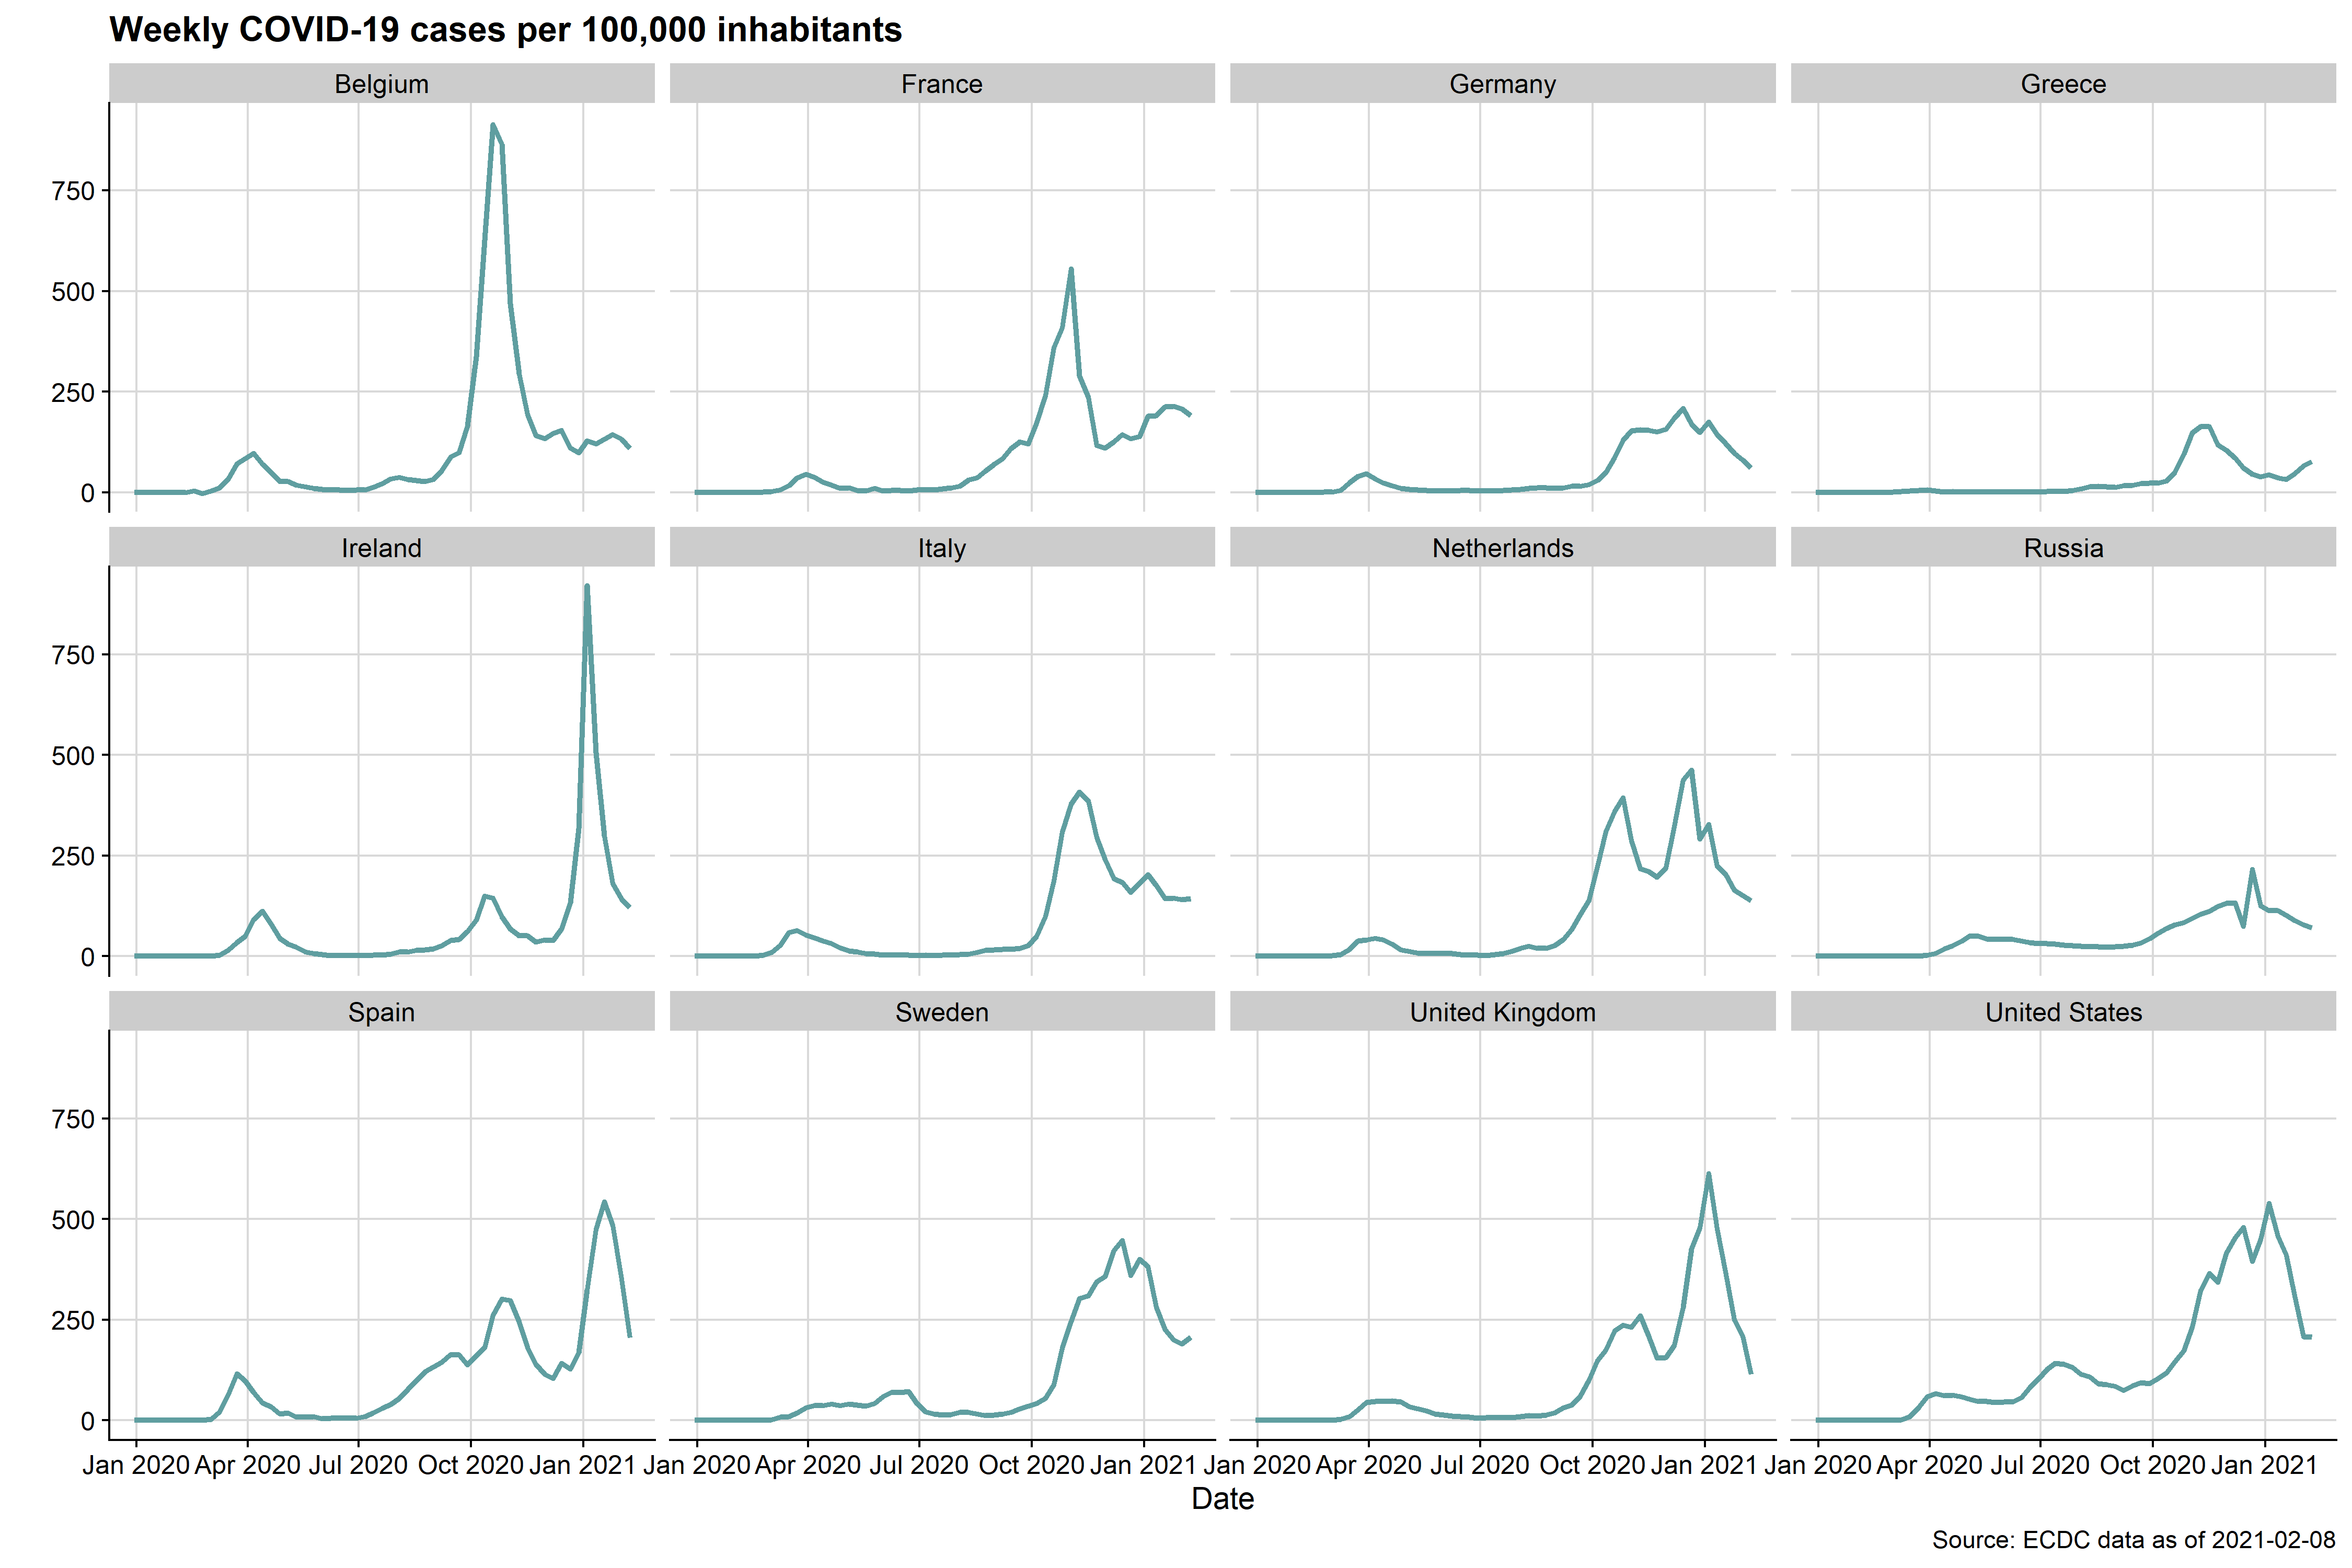 Weekly COVID-19 cases per 100,000 inhabitants
Belgium France Germany Greece
750
500
250
0
Ireland Italy Netherlands Russia
750
500
250
0
Spain Sweden United Kingdom United States
750
500
250
0
Jan 2020 Apr 2020 Jul 2020 Oct 2020 Jan 2021 Jan 2020 Apr 2020 Jul 2020 Oct 2020 Jan 2021 Jan 2020 Apr 2020 Jul 2020 Oct 2020 Jan 2021 Jan 2020 Apr 2020 Jul 2020 Oct 2020 Jan 2021
Date
Source: ECDC data as of 2021-02-08